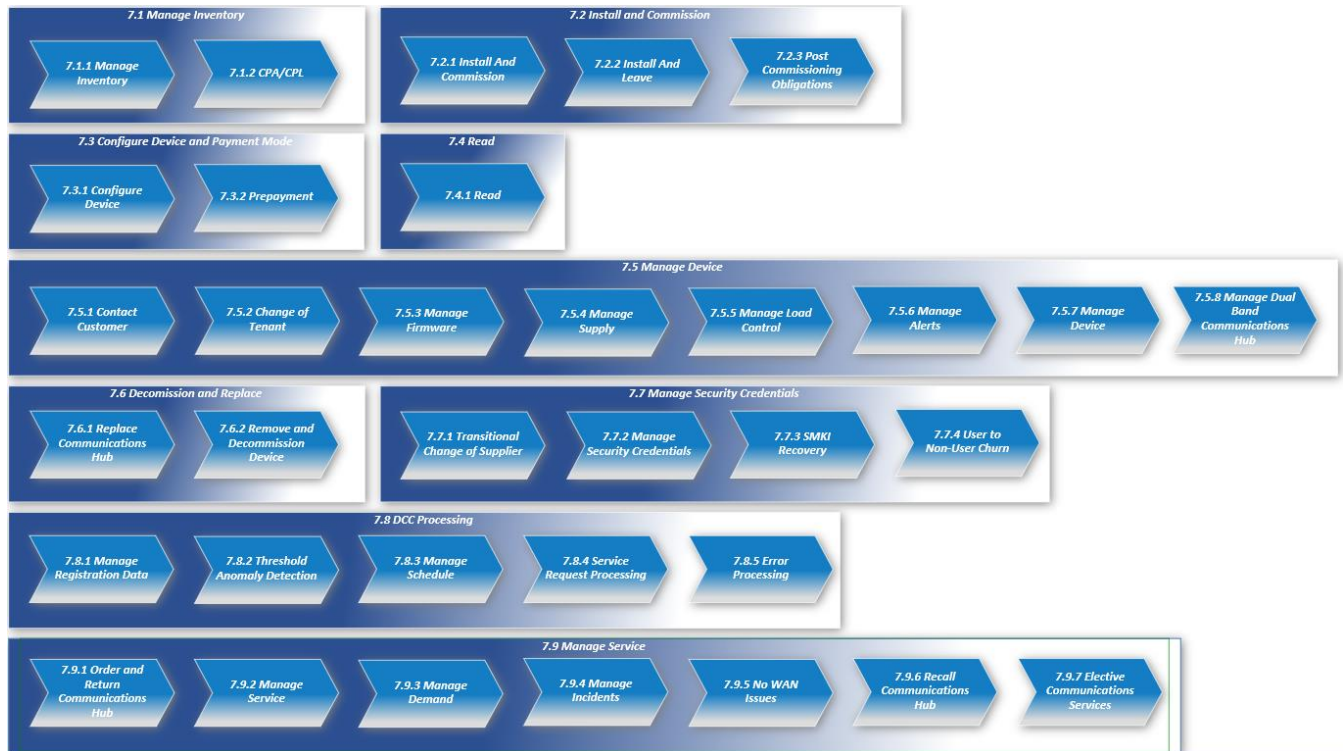 7.1 Manage Inventory
7.1.1 Manage
Inventory
7.1.2 CPA/CPL
7.2 Install and Commission
7.2.1 Install And
Commission
7.2.2 Install And
Leave
7.2.3 Post
Commissioning
Obligations
7.3 Configure Device and Payment Mode
7.3.1 Configure
Device
7.3.2 Prepayment
7.4 Read
7.4.1 Read
7.5 Manage Device
7.5.1 Contact
Customer
7.5.2 Change of
Tenant
7.5.3 Manage
Firmware
7.5.4 Manage
Supply
7.5.5 Manage Load
Control
7.5.6 Manage
Alerts
7.5.7 Manage
Device
7.5.8 Manage Dual
Band
Communications
Hub
7.6 Decomission and Replace
7.6.1 Replace
Communications
Hub
7.6.2 Remove and
Decommission
Device
7.7 Manage Security Credentials
7.7.1 Transitional
Change of Supplier
7.7.2 Manage
Security Credentials
7.7.3 SMKI
Recovery
7.7.4 User to
Non-User Churn
7.8 DCC Processing
7.8.1 Manage
Registration Data
7.8.2 Threshold
Anomaly Detection
7.8.3 Manage
Schedule
7.8.4 Service
Request Processing
7.8.5 Error
Processing
7.9 Manage Service
7.9.1 Order and
Return
Communications
Hub
7.9.2 Manage
Service
7.9.3 Manage
Demand
7.9.4 Manage
Incidents
7.9.5 No WAN
Issues
7.9.6 Recall
Communications
Hub
7.9.7 Elective
Communications
Services